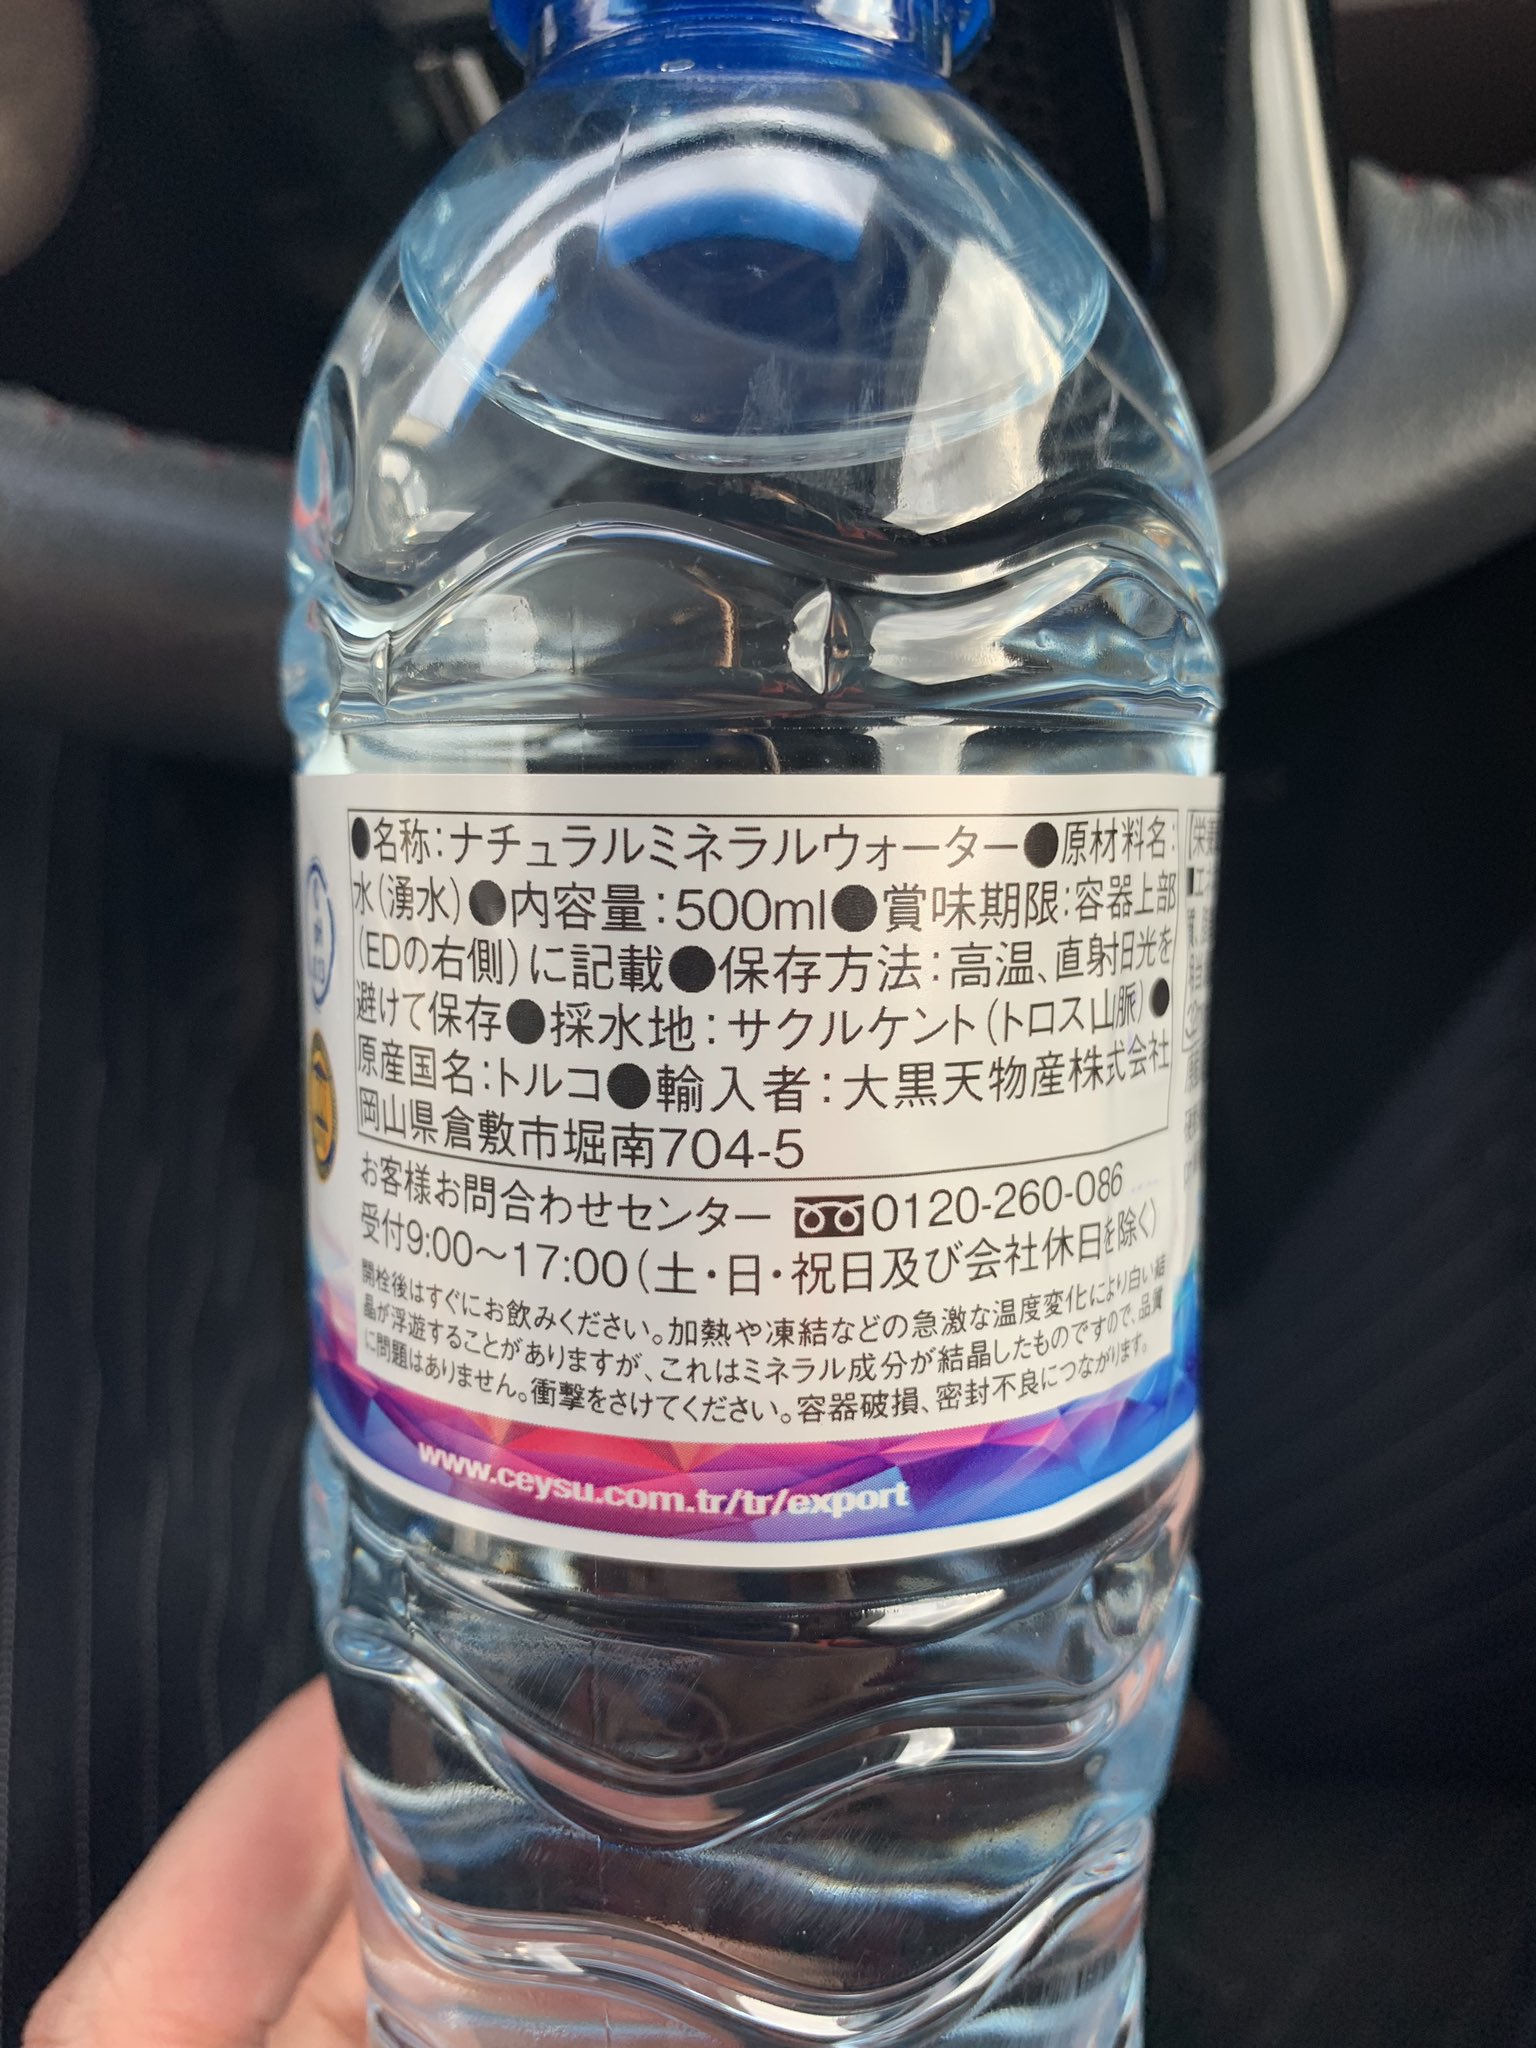 ●名称:ナチュラルミネラルウォーター●原材料名:
水(湧水)●内容量:500ml●賞味期限:容器上部
(EDの右側)に記載●保存方法:高温、直射日光を
避けて保存●採水地:サクルケント(トロス山脈)●
原産国名:トルコ●輸入者:大黒天物産株式会社
岡山県倉敷市堀南704-5
お客様お問合わせセンター 0120-260-086
受付9:00～17:00(土・日・祝日及び会社休日を除く)
開栓後はすぐにお飲みください。加熱や凍結などの急激な温度変化により白い結
晶が浮遊することがありますが、これはミネラル成分が結晶したものですので、品質
に問題はありません。衝撃をさけてください。容器破損、密封不良につながります。
www.ceysu.com.tr/tr/export